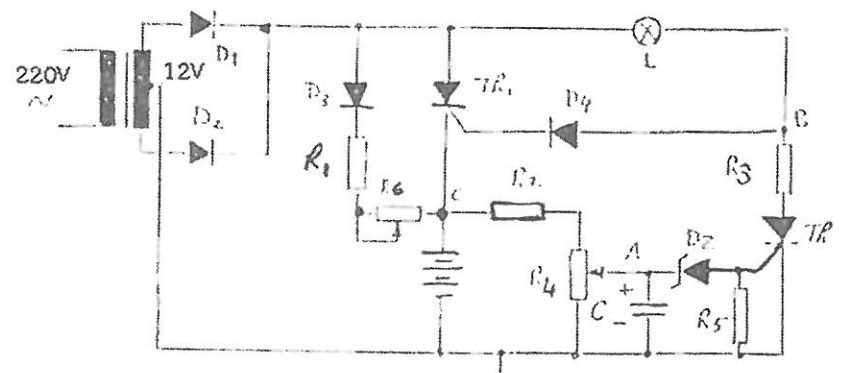 220V
~
12V
D1
D2
D3
TR1
L
D4
B
R3
R1
R6
C
R2
TR
DZ
A
R4
+
C
-
R5